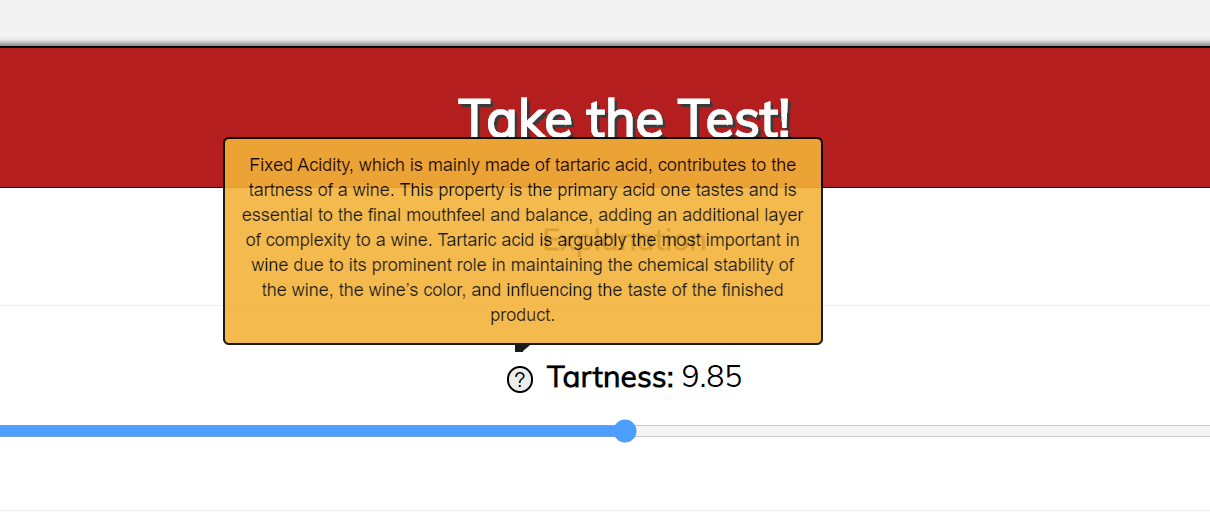 Take the Test!
Fixed Acidity, which is mainly made of tartaric acid, contributes to the
tartness of a wine. This property is the primary acid one tastes and is
essential to the final mouthfeel and balance, adding an additional layer
of complexity to a wine. Tartaric acid is arguably the most important in
wine due to its prominent role in maintaining the chemical stability of
the wine, the wine’s color, and influencing the taste of the finished
product.
Explanation
? Tartness: 9.85